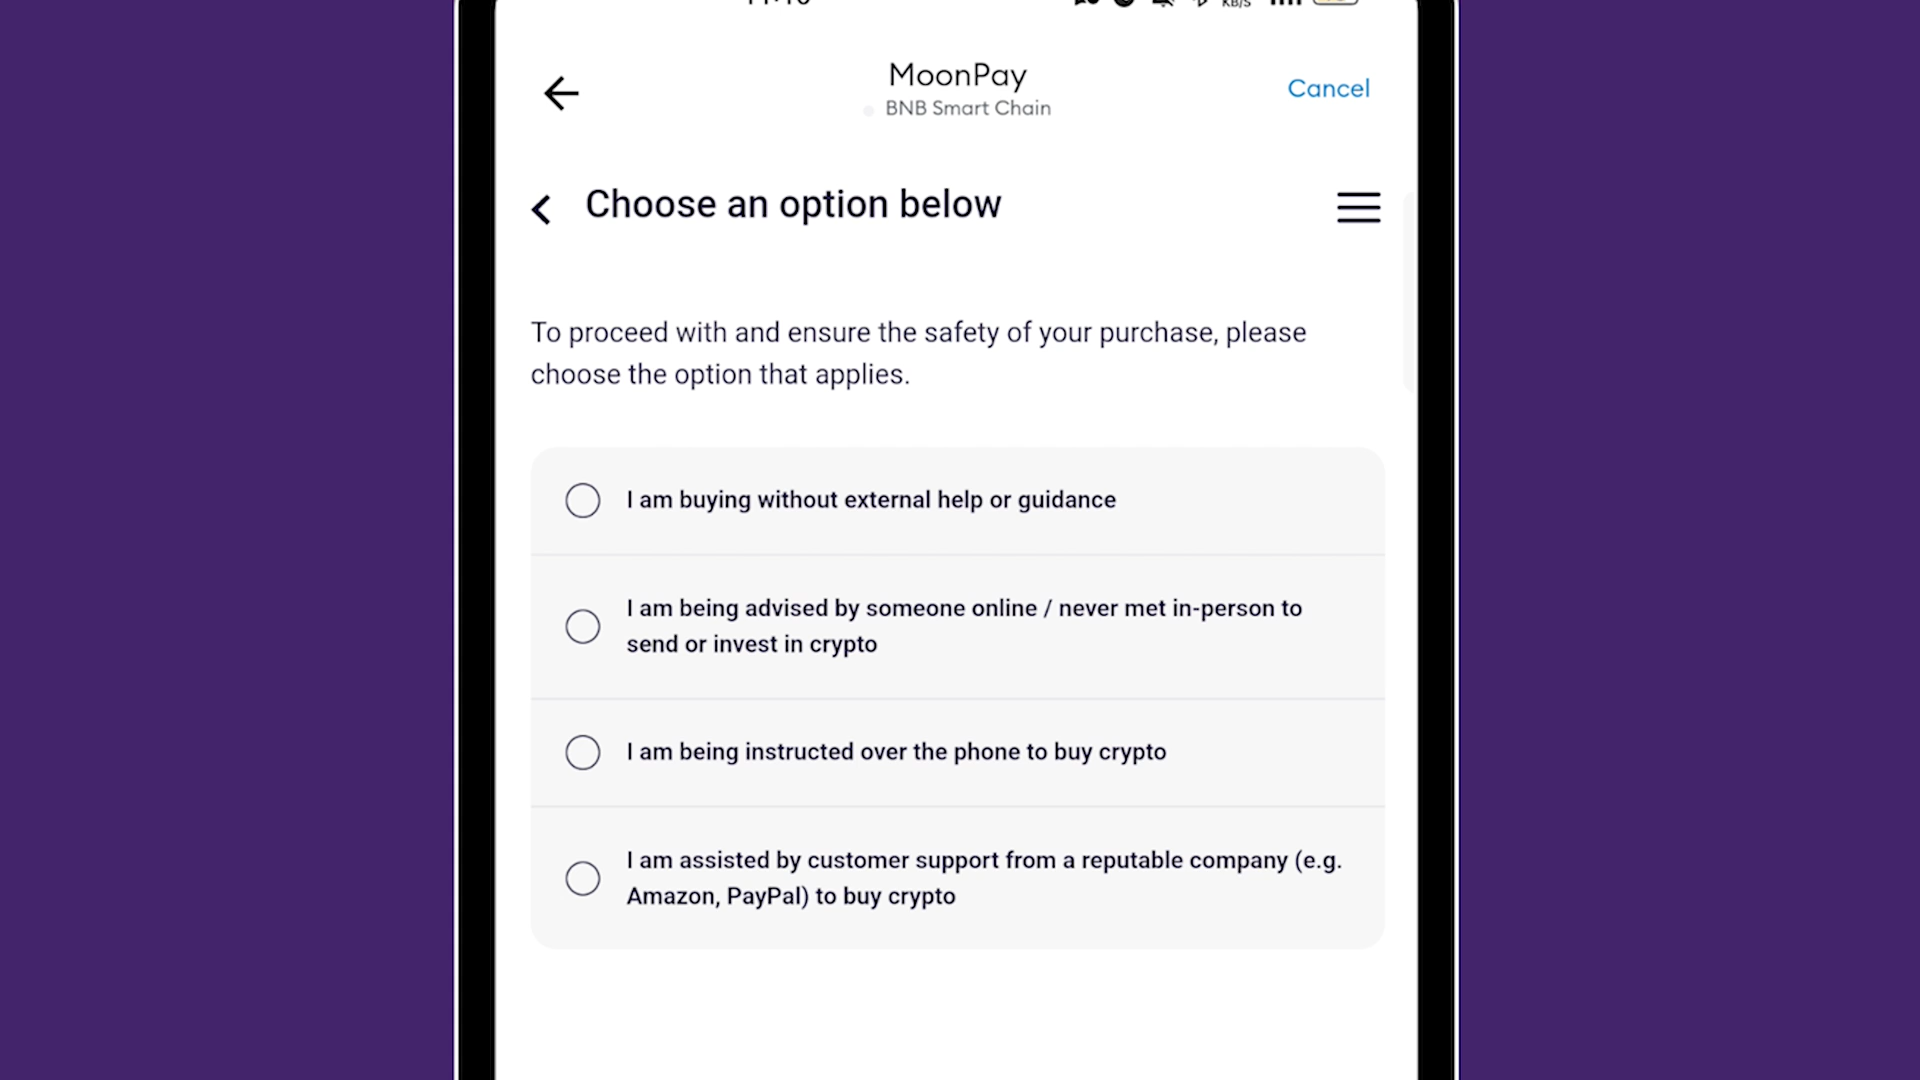 MoonPay
Cancel
BNB Smart Chain
Choose an option below
To proceed with and ensure the safety of your purchase, please
choose the option that applies.
I am buying without external help or guidance
I am being advised by someone online / never met in-person to
send or invest in crypto
I am being instructed over the phone to buy crypto
I am assisted by customer support from a reputable company (e.g.
Amazon, PayPal) to buy crypto